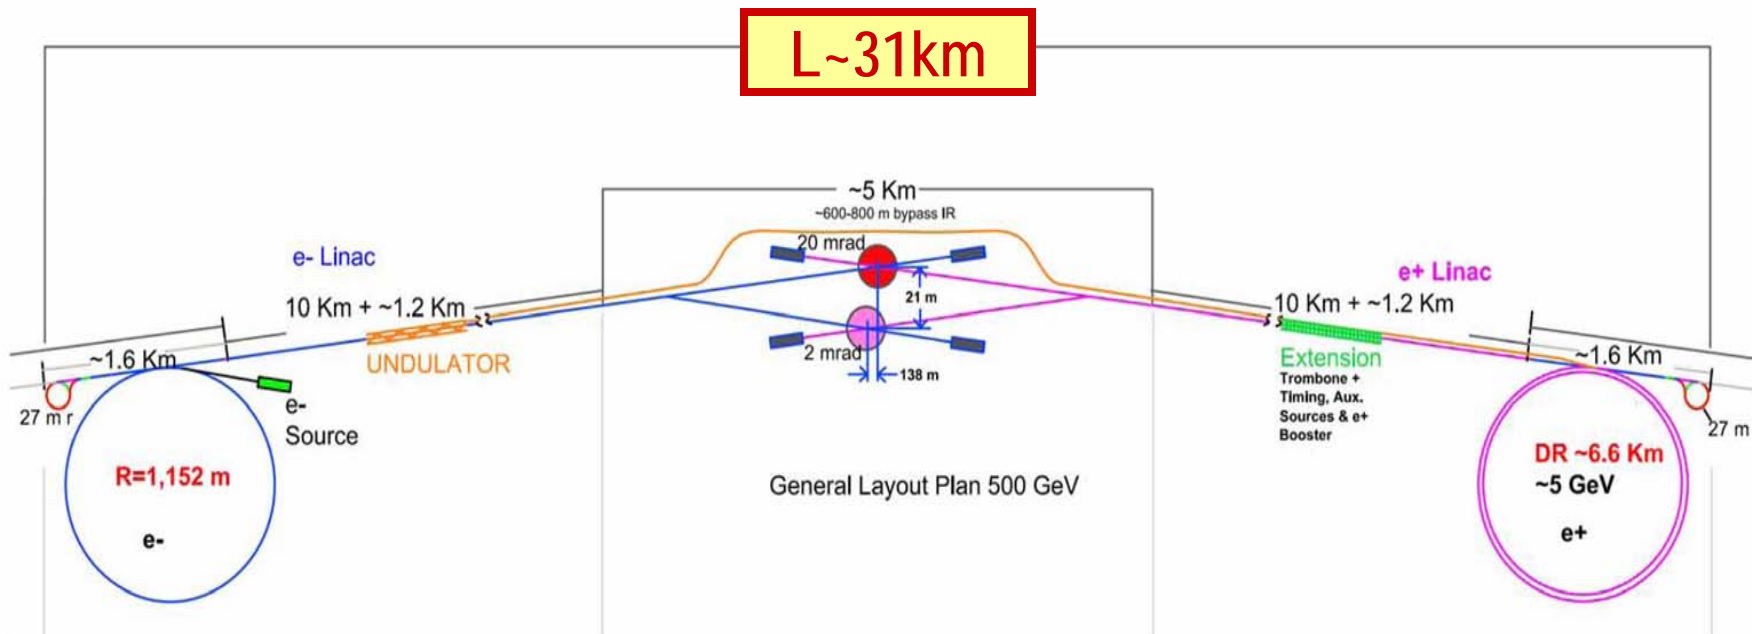 L~31km
~5 Km
~600-800 m bypass IR
20 mrad
e- Linac
e+ Linac
10 Km + ~1.2 Km
21 m
10 Km + ~1.2 Km
UNDULATOR
2 mrad
138 m
Extension
Trombone +
Timing, Aux.
Sources & e+
Booster
~1.6 Km
~1.6 Km
27 m r
e-
Source
27 m
R=1,152 m
e-
General Layout Plan 500 GeV
DR ~6.6 Km
~5 GeV
e+